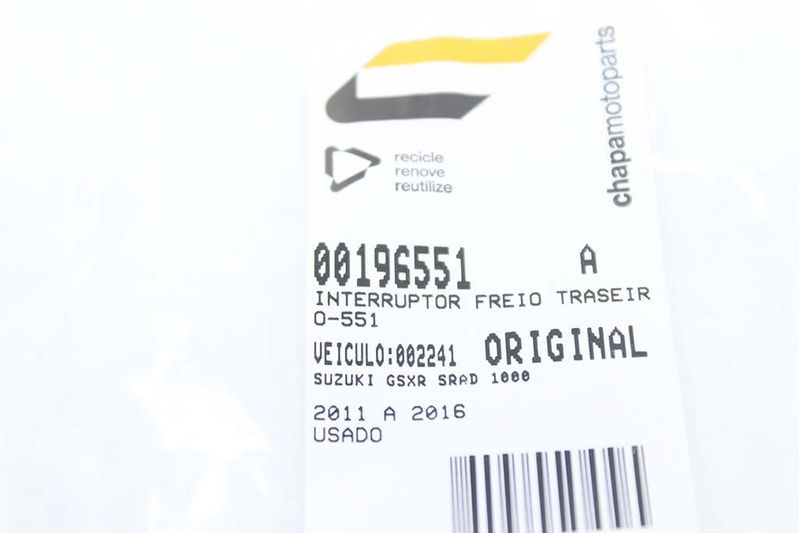 chapamotoparts
recicle
renove
reutilize
00196551 A
INTERRUPTOR FREIO TRASEIR
O-551
VEICULO:002241 ORIGINAL
SUZUKI GSXR SRAD 1000
2011 A 2016
USADO